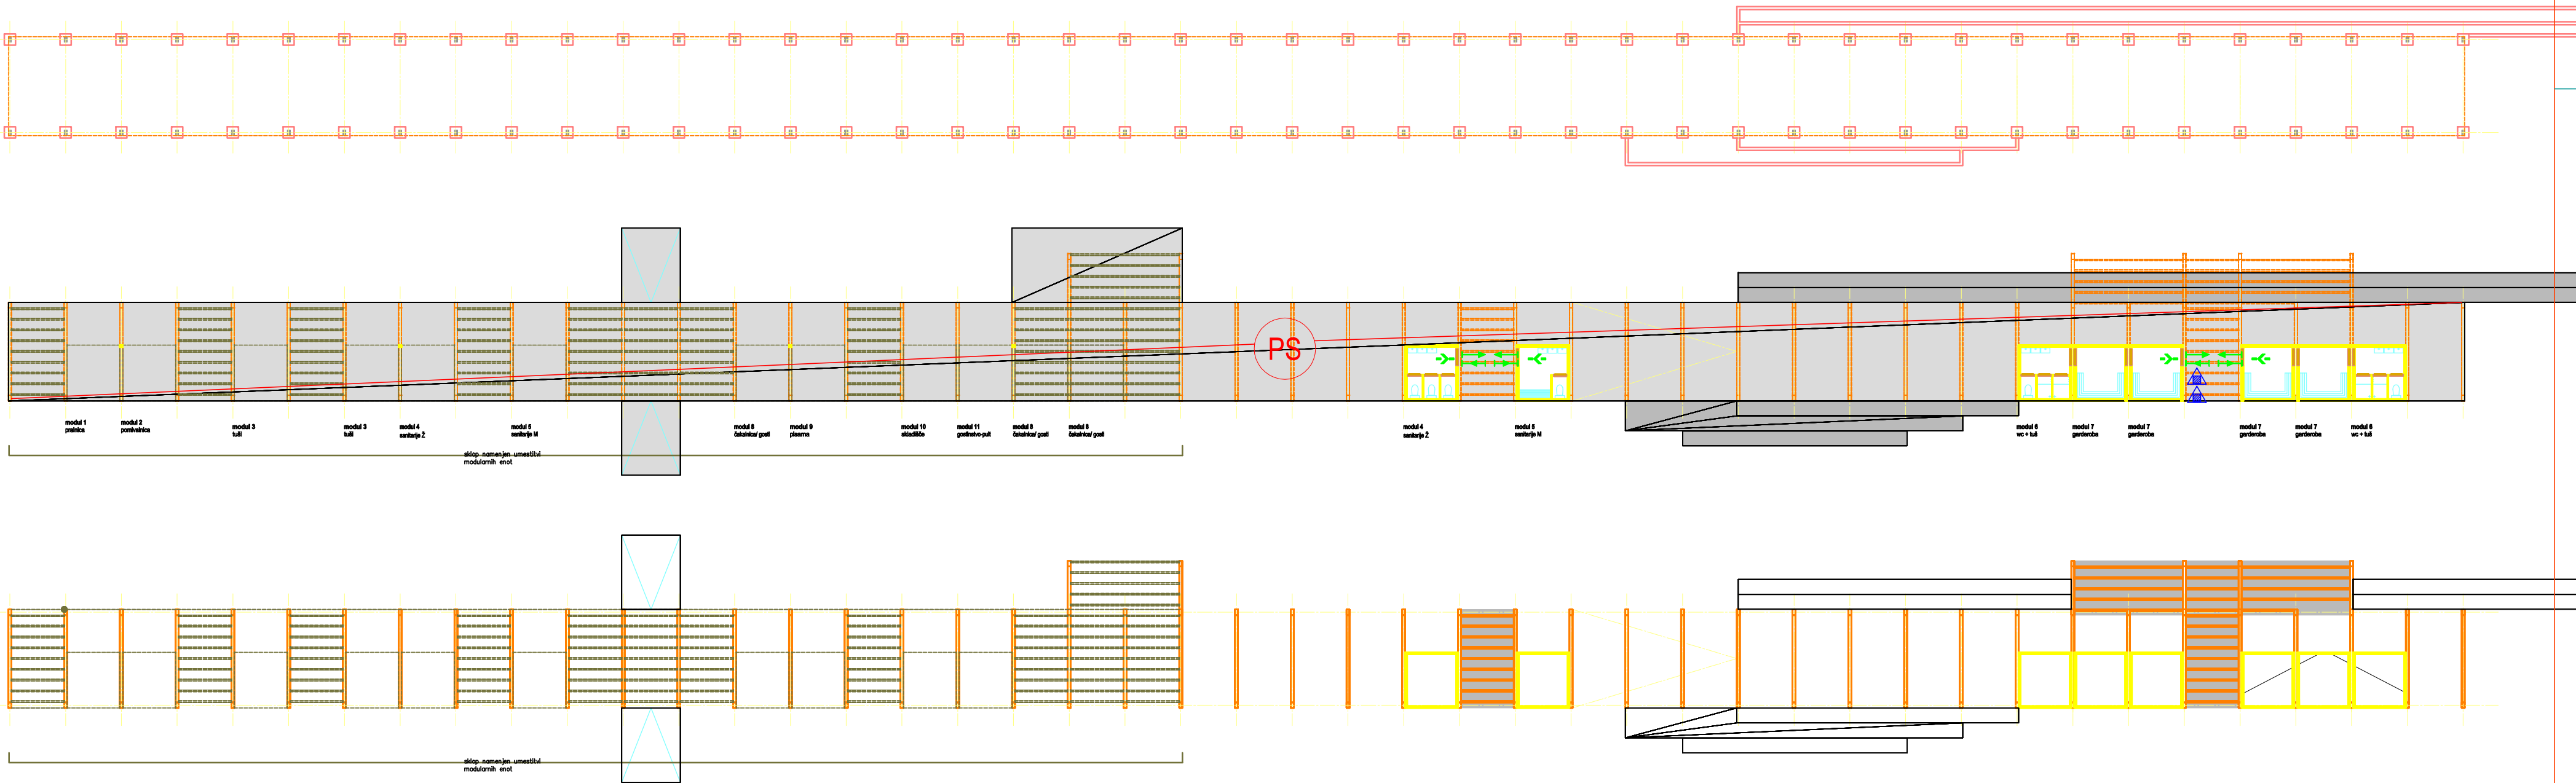 PS
modul 1
pralnica
modul 2
pomivalnica
modul 3
tuši
modul 3
tuši
modul 4
sanitarije Ž
modul 5
sanitarije M
modul 8
čakalnica/ gosti
modul 9
pisarna
modul 10
skladišče
modul 11
gostinstvo-pult
modul 8
čakalnica/ gosti
modul 8
čakalnica/ gosti
modul 4
sanitarije Ž
modul 5
sanitarije M
modul 6
wc + tuš
modul 7
garderoba
modul 7
garderoba
modul 7
garderoba
modul 7
garderoba
modul 6
wc + tuš
sklop namenjen umestitvi
modularnih enot
sklop namenjen umestitvi
modularnih enot